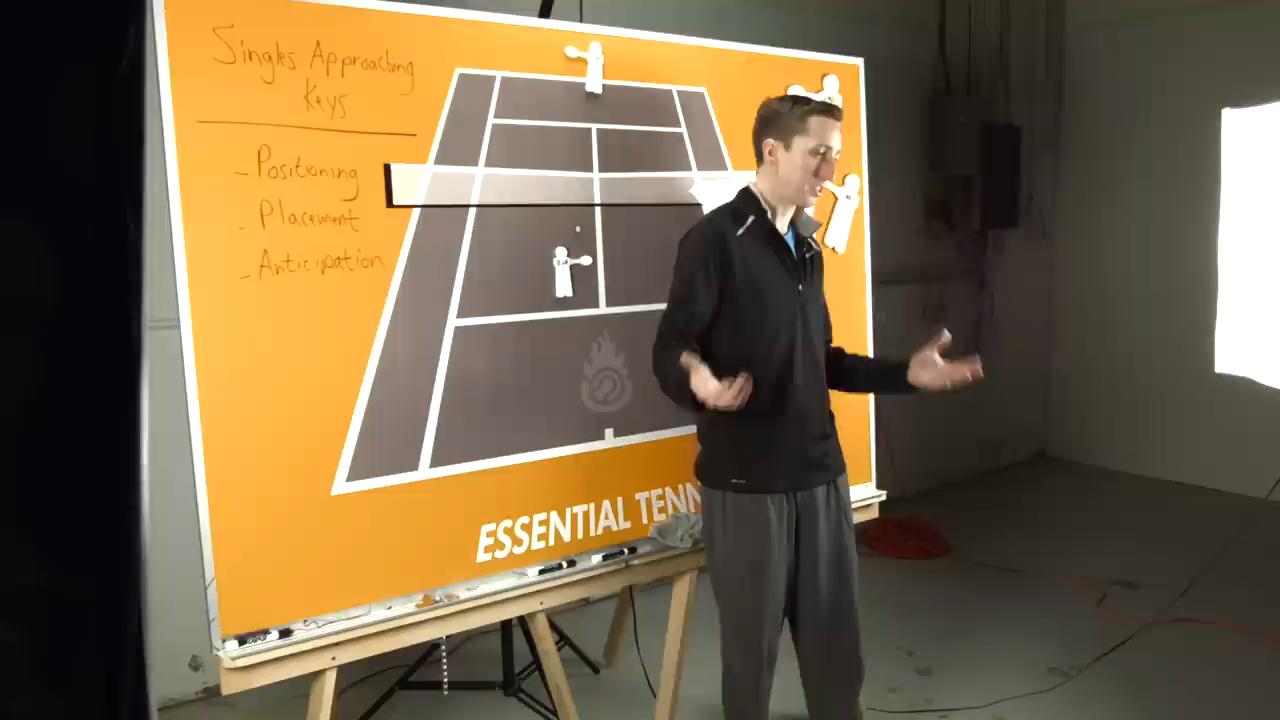 Singles Approaching
Keys
- Positioning
- Placement
- Anticipation
ESSENTIAL TENN